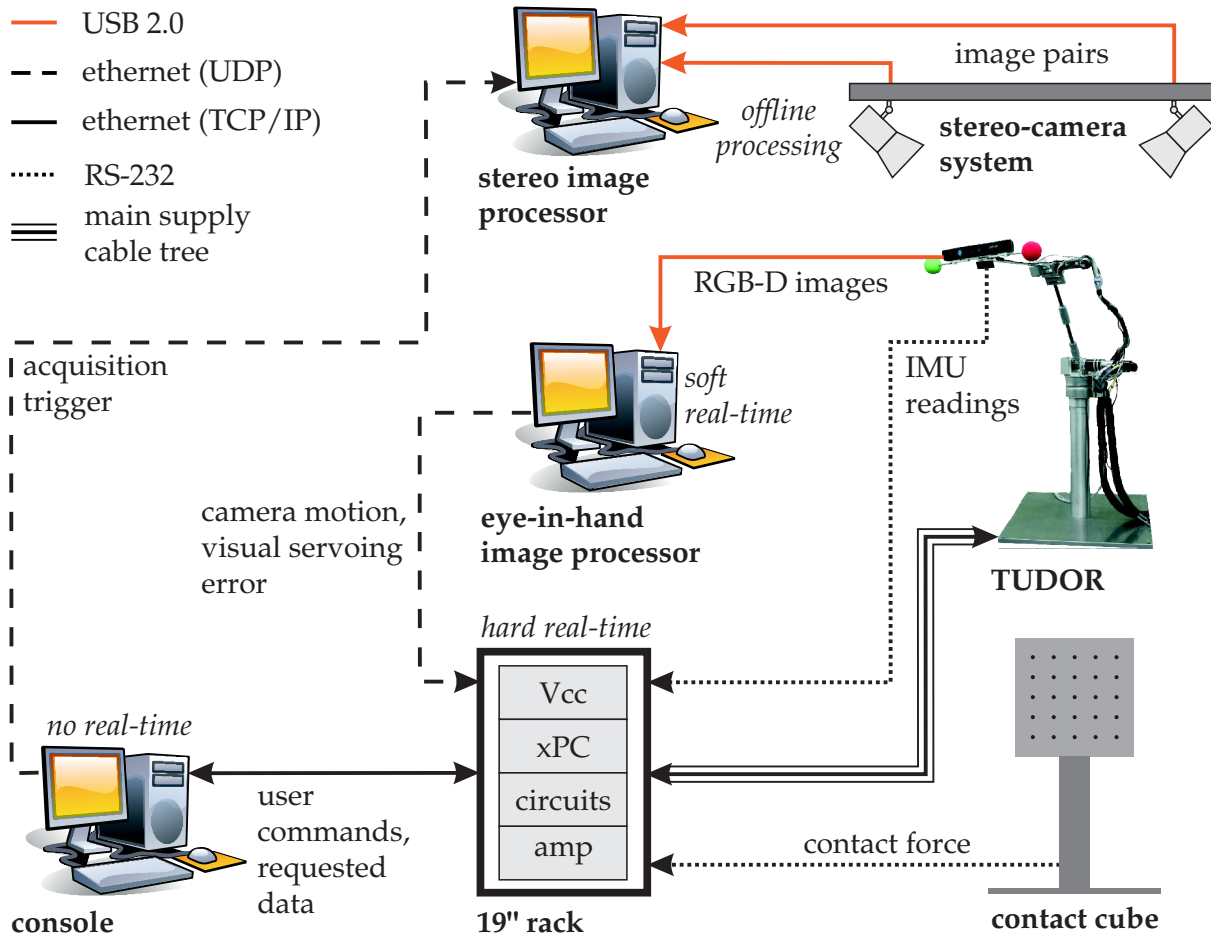 USB 2.0
ethernet (UDP)
ethernet (TCP/IP)
RS-232
main supply
cable tree
image pairs
offline
processing
stereo-camera
system
stereo image
processor
RGB-D images
acquisition
trigger
soft
real-time
IMU
readings
camera motion,
visual servoing
error
eye-in-hand
image processor
TUDOR
hard real-time
Vcc
xPC
circuits
amp
no real-time
user
commands,
requested
data
contact force
console
19" rack
contact cube